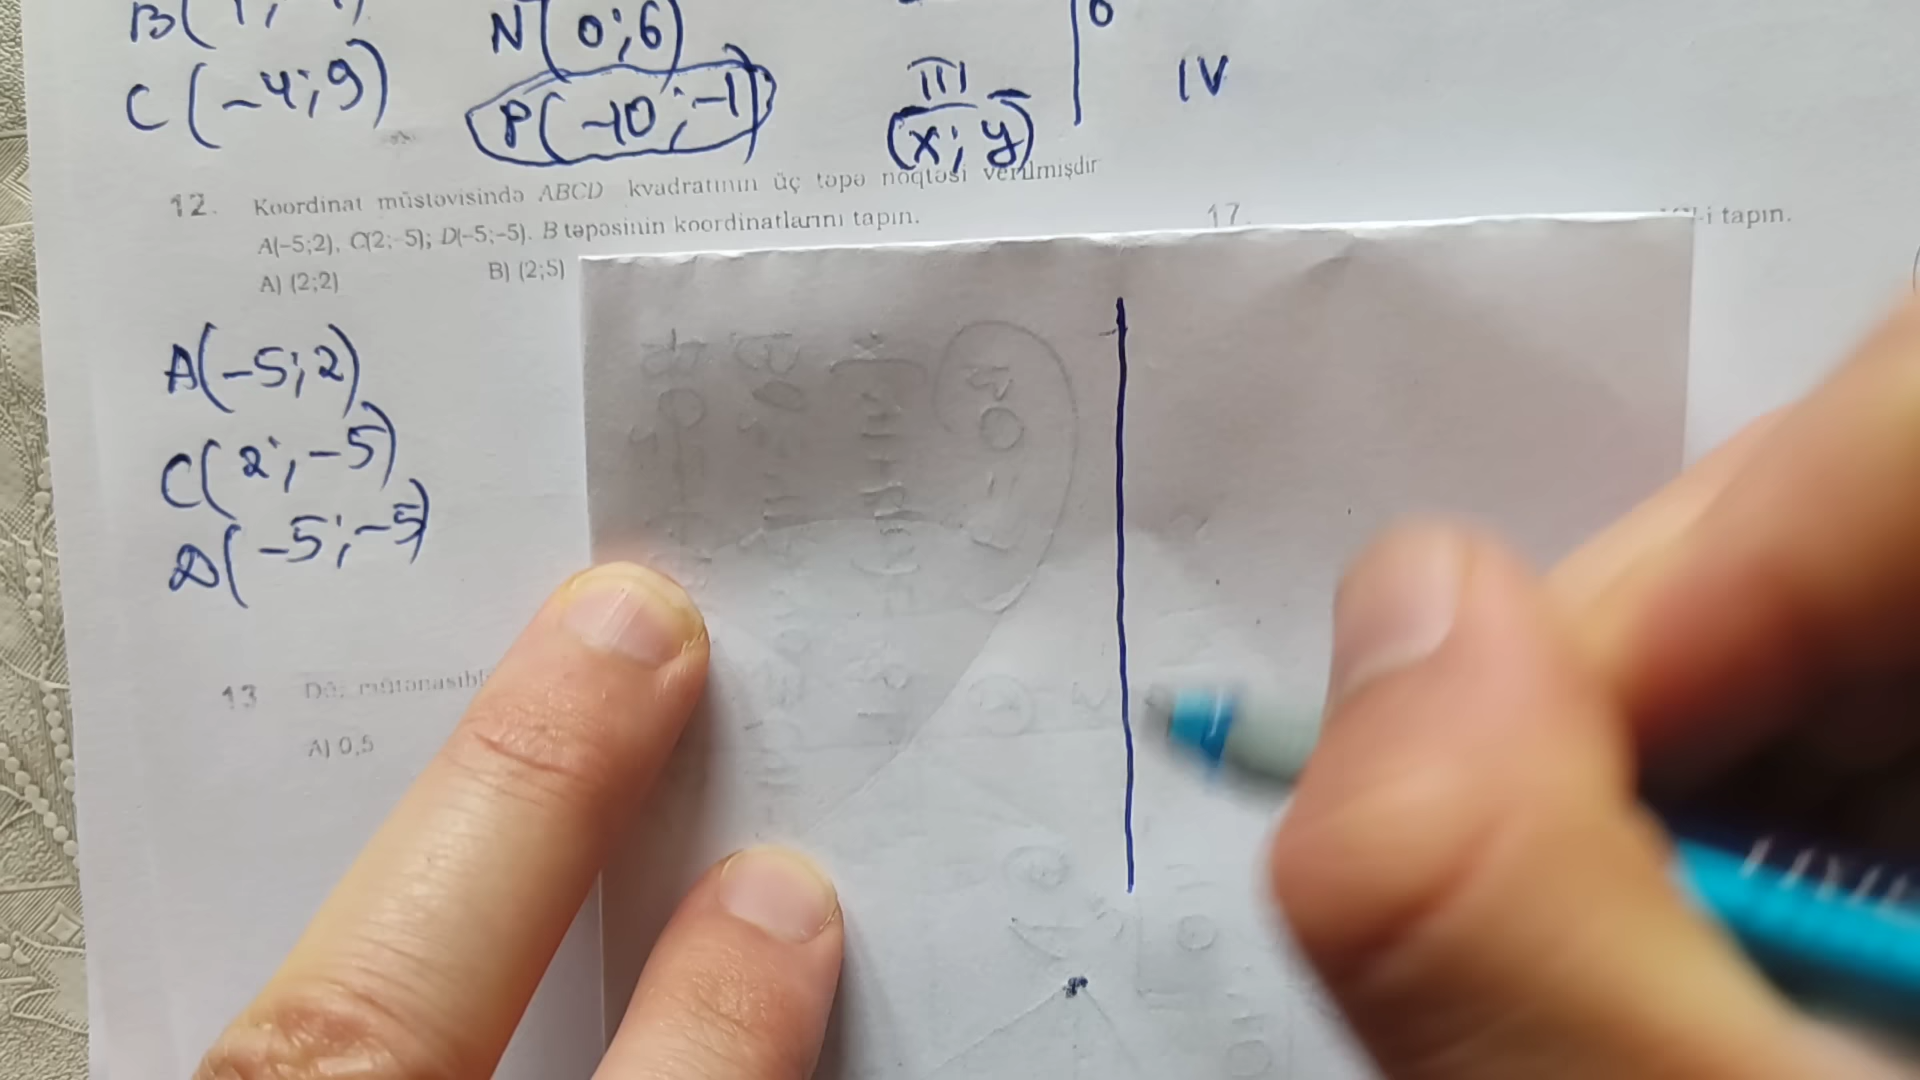 N(0;6)
C(-4;9)
P(-10;-1)
III
IV
(x; y)
12. Koordinat müstəvisində ABCD kvadratının üç təpə nöqtəsi verilmişdir
A(-5;2), C(2;-5); D(-5;-5). B təpəsinin koordinatlarını tapın.
A) (2;2) B) (2;5)
17. -i tapın.
A(-5;2)
C(2;-5)
D(-5;-5)
13
A) 0,5